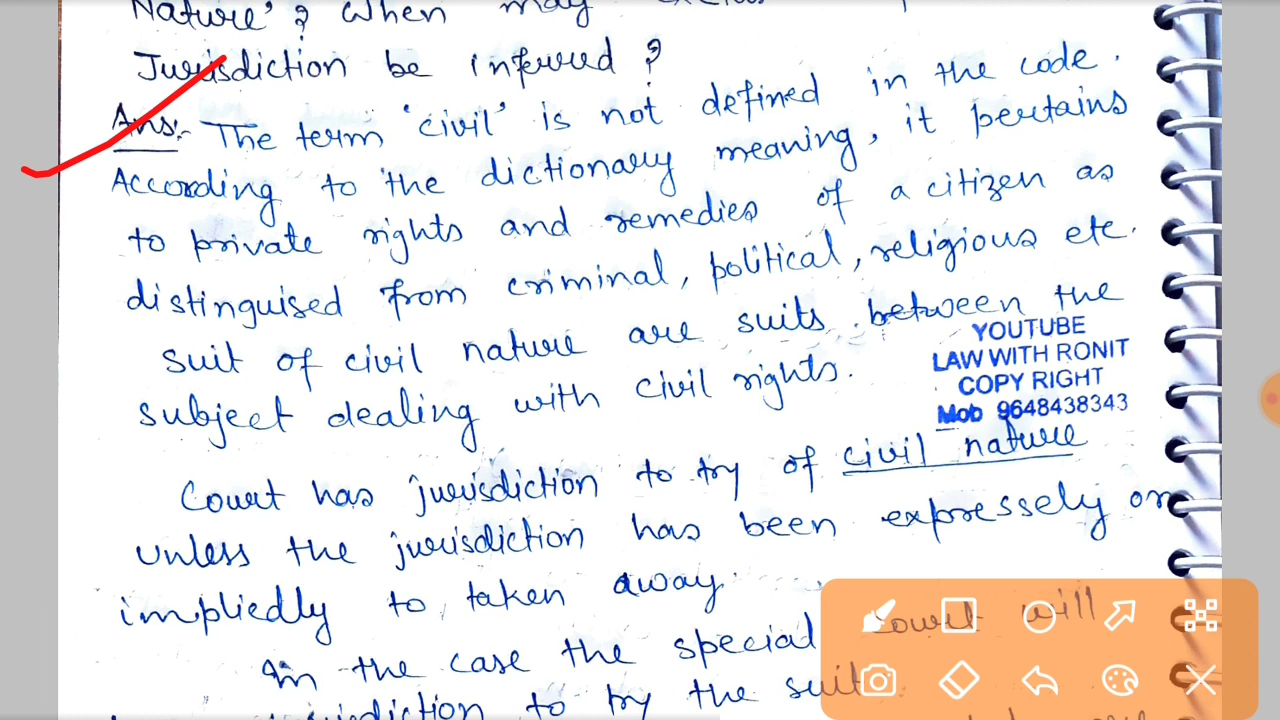 Nature'? When may
Jurisdiction be inferred?
Ans:- The term 'civil' is not defined in the code.
According to the dictionary meaning, it pertains
to private rights and remedies of a citizen as
distinguised from criminal, political, religious etc.
suit of civil nature are suits between the
subject dealing with civil rights.
YOUTUBE
LAW WITH RONIT
COPY RIGHT
Mob 9648438343
Court has jurisdiction to try of civil nature
unless the jurisdiction has been expressely or
impliedly to taken away.
In the case the special court will
to try the suit